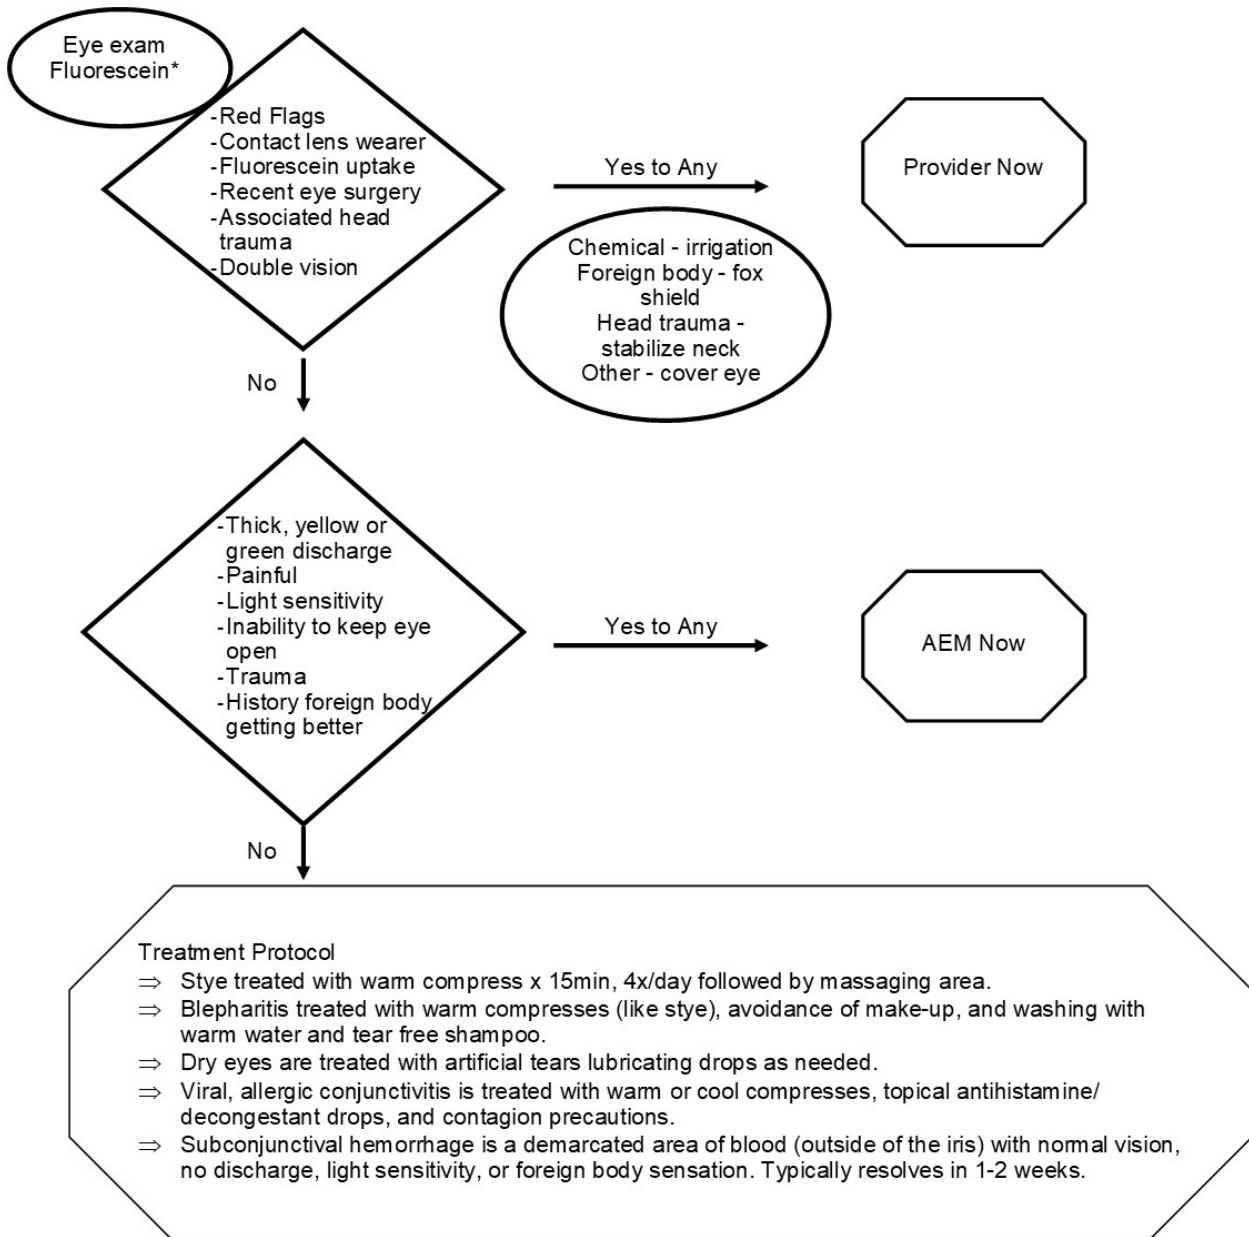 Eye exam
Fluorescein*
-Red Flags
-Contact lens wearer
-Fluorescein uptake
-Recent eye surgery
-Associated head
trauma
-Double vision
Yes to Any
Provider Now
Chemical - irrigation
Foreign body - fox
shield
Head trauma -
stabilize neck
Other - cover eye
No
-Thick, yellow or
green discharge
-Painful
-Light sensitivity
-Inability to keep eye
open
-Trauma
-History foreign body
getting better
Yes to Any
AEM Now
No
Treatment Protocol
⇒ Stye treated with warm compress x 15min, 4x/day followed by massaging area.
⇒ Blepharitis treated with warm compresses (like stye), avoidance of make-up, and washing with
warm water and tear free shampoo.
⇒ Dry eyes are treated with artificial tears lubricating drops as needed.
⇒ Viral, allergic conjunctivitis is treated with warm or cool compresses, topical antihistamine/
decongestant drops, and contagion precautions.
⇒ Subconjunctival hemorrhage is a demarcated area of blood (outside of the iris) with normal vision,
no discharge, light sensitivity, or foreign body sensation. Typically resolves in 1-2 weeks.